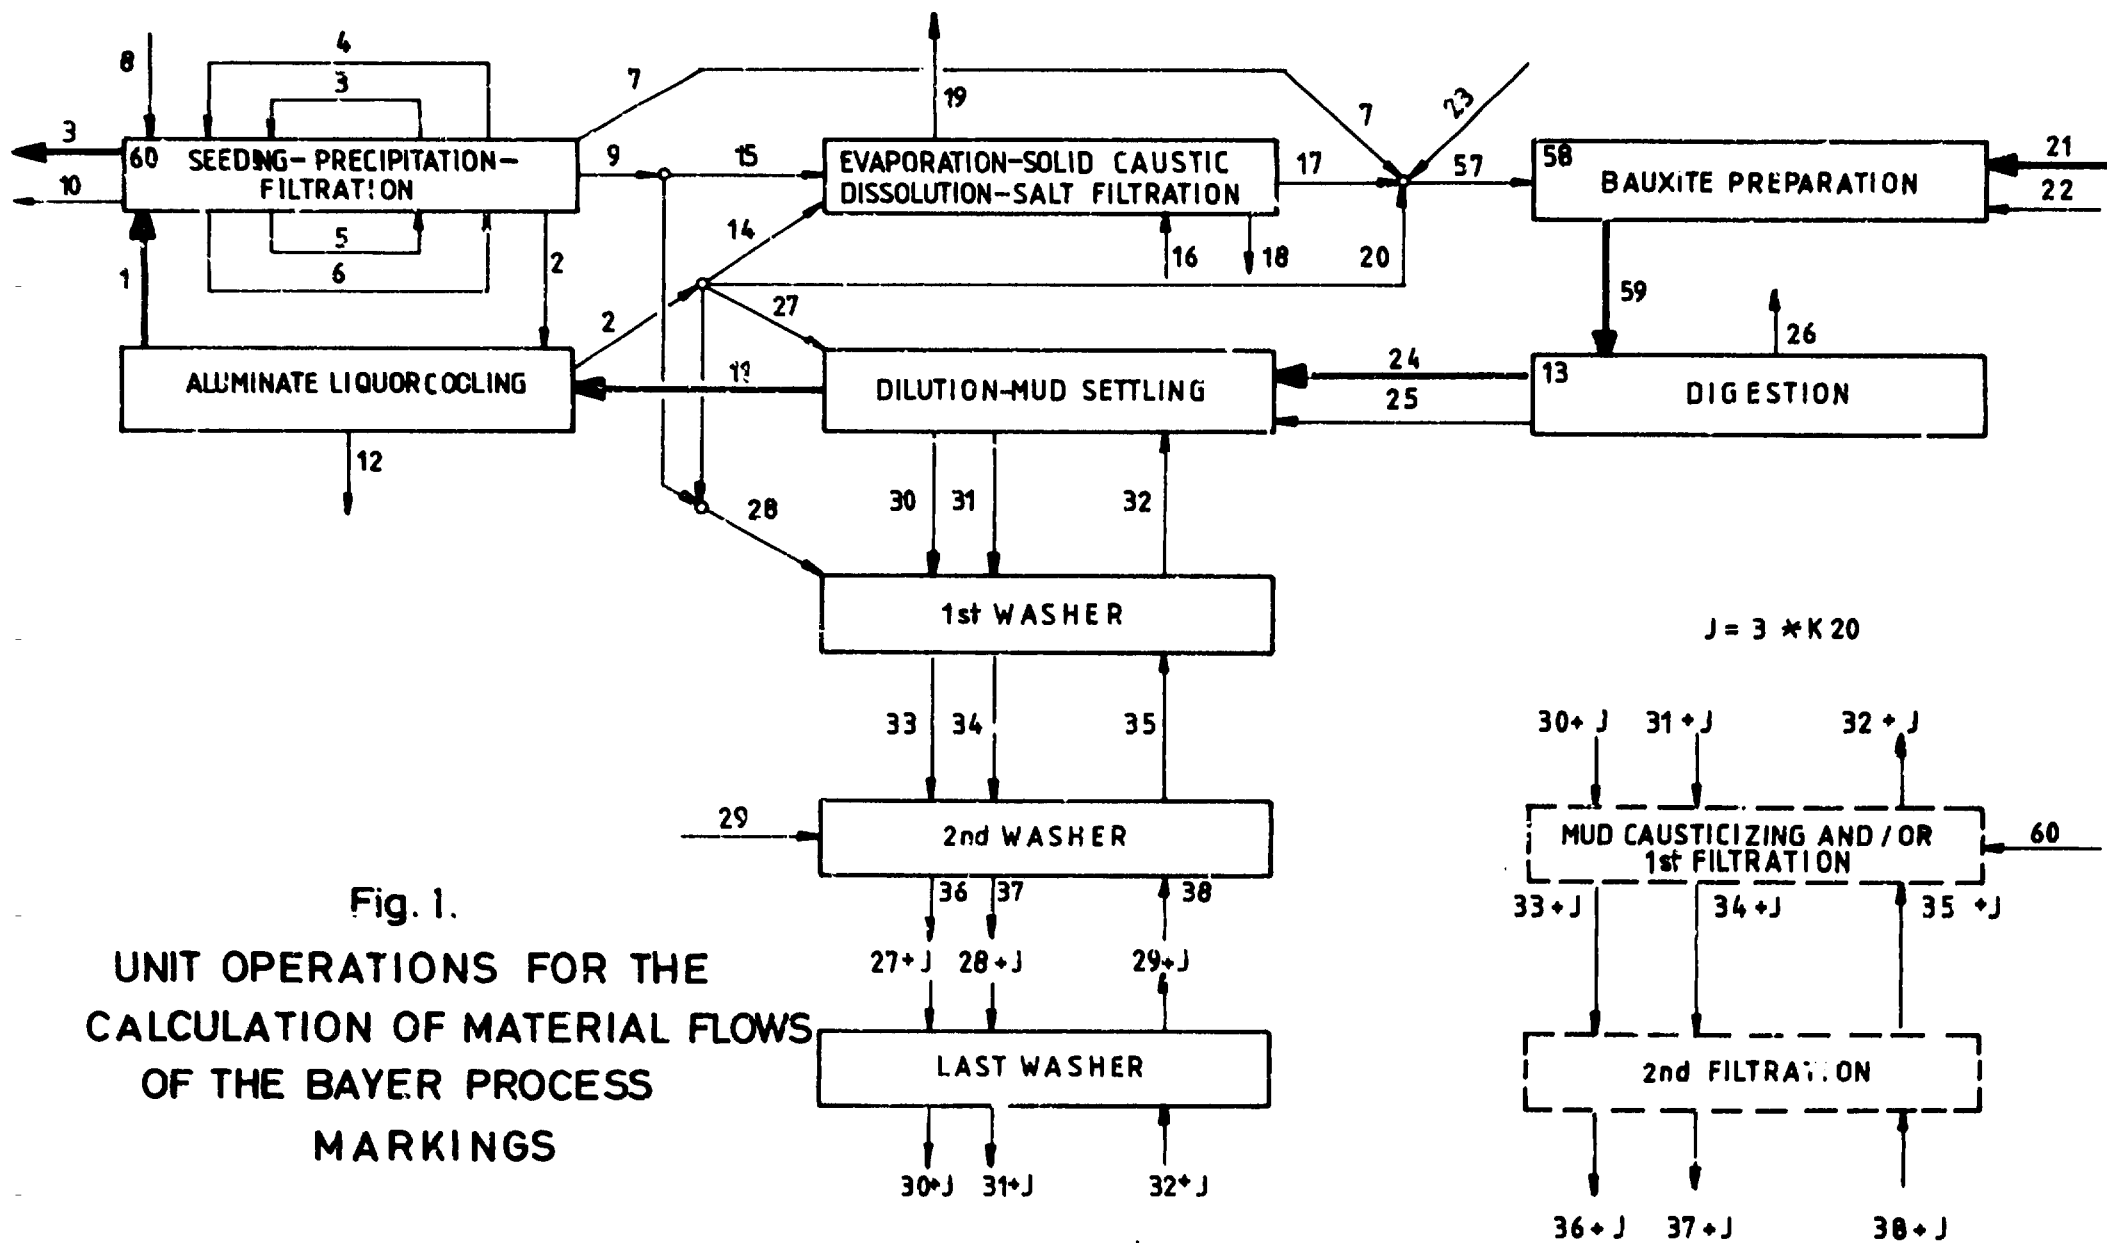 4
8
3
7
19
7
23
3
60 SEEDING-PRECIPITATION-
FILTRATION
10
9
15
EVAPORATION-SOLID CAUSTIC
DISSOLUTION-SALT FILTRATION
17
57
58
BAUXITE PREPARATION
21
22
5
6
1
2
14
16
18
20
59
2
27
26
ALUMINATE LIQUOR COOLING
DILUTION-MUD SETTLING
24
25
13
DIGESTION
12
28
30
31
32
1st WASHER
J = 3 * K20
33
34
35
30+ J
31+J
32+J
29
2nd WASHER
MUD CAUSTICIZING AND/OR
1st FILTRATION
60
36
37
38
33+J
34+J
35 +J
Fig. 1.
UNIT OPERATIONS FOR THE
CALCULATION OF MATERIAL FLOWS
OF THE BAYER PROCESS
MARKINGS
27+J
28+J
29+J
LAST WASHER
2nd FILTRATION
30+J
31+J
32+J
36+J
37+J
38+J